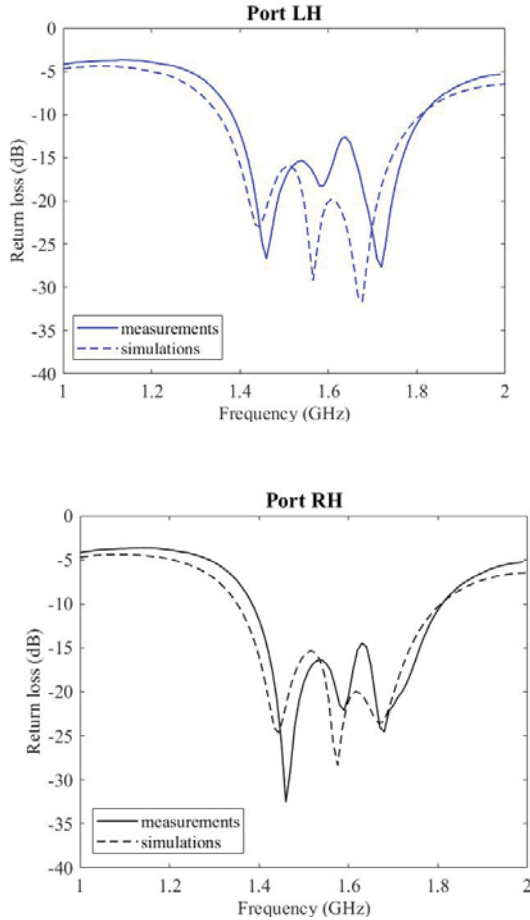 Port LH
0
-5
-10
-15
-20
-25
-30
-35
-40
Return loss (dB)
measurements
simulations
1 1.2 1.4 1.6 1.8 2
Frequency (GHz)
Port RH
0
-5
-10
-15
-20
-25
-30
-35
-40
Return loss (dB)
measurements
simulations
1 1.2 1.4 1.6 1.8 2
Frequency (GHz)